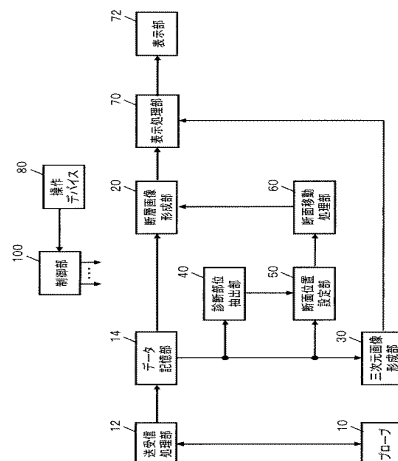 10
プローブ
12
送受信
処理部
14
データ
記憶部
20
断層画像
形成部
70
表示処理部
72
表示部
30
三次元画像
形成部
40
診断部位
抽出部
50
断面位置
設定部
60
断面移動
処理部
100
制御部
80
操作
デバイス